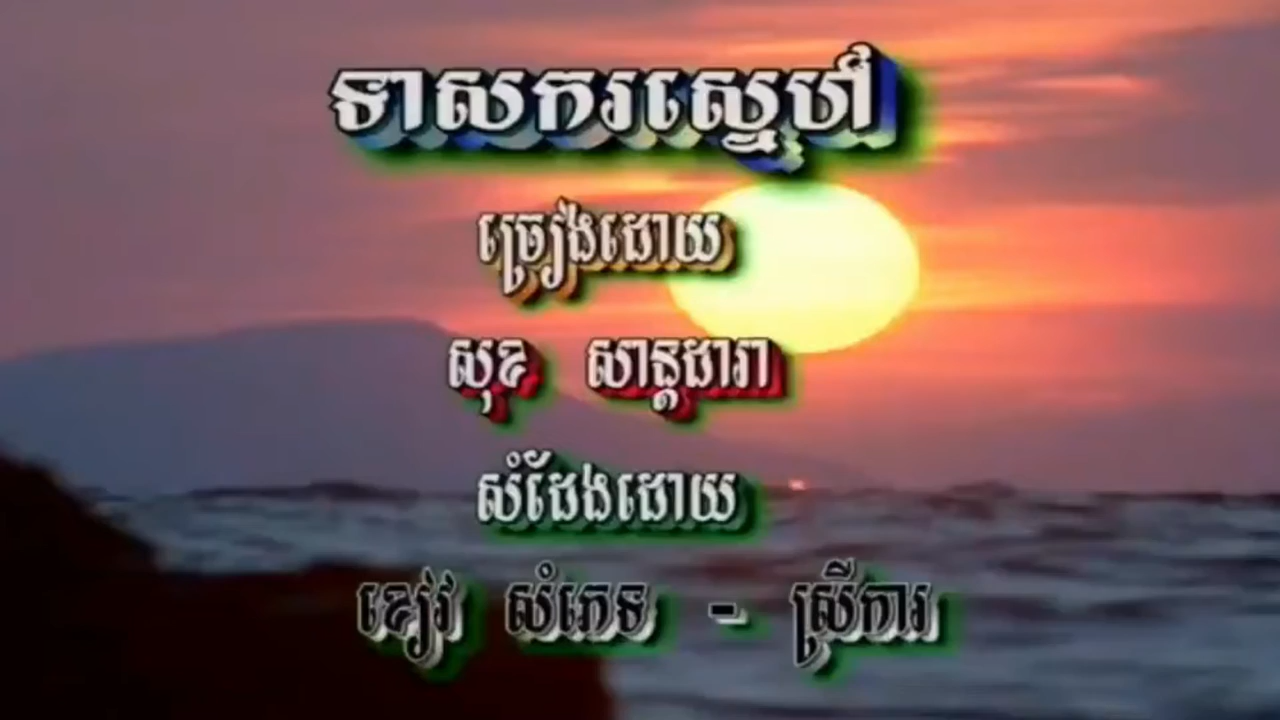 ទាសករស្នេហ៍
ច្រៀងដោយ
សុខ សាន្តដារា
សំដែងដោយ
ខៀវ សំភេទ - ស្រីការ